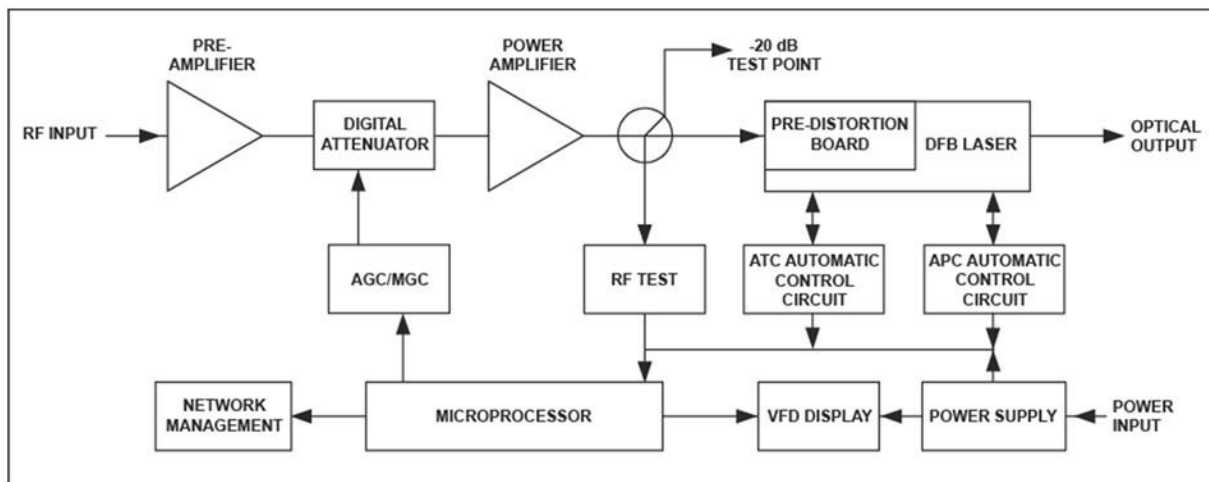 PRE-
AMPLIFIER
POWER
AMPLIFIER
-20 dB
TEST POINT
RF INPUT
DIGITAL
ATTENUATOR
PRE-DISTORTION
BOARD
DFB LASER
OPTICAL
OUTPUT
AGC/MGC
RF TEST
ATC AUTOMATIC
CONTROL
CIRCUIT
APC AUTOMATIC
CONTROL
CIRCUIT
NETWORK
MANAGEMENT
MICROPROCESSOR
VFD DISPLAY
POWER SUPPLY
POWER
INPUT